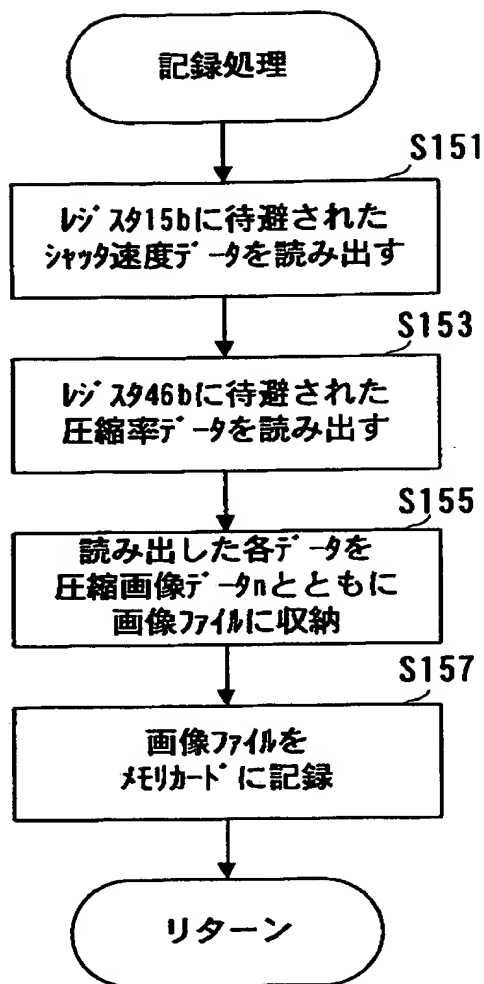 記録処理
S151
ﾚｼﾞｽﾀ15bに待避された
ｼｬｯﾀ速度ﾃﾞｰﾀを読み出す
S153
ﾚｼﾞｽﾀ46bに待避された
圧縮率ﾃﾞｰﾀを読み出す
S155
読み出した各ﾃﾞｰﾀを
圧縮画像ﾃﾞｰﾀnとともに
画像ﾌｧｲﾙに収納
S157
画像ﾌｧｲﾙを
ﾒﾓﾘｶｰﾄﾞに記録
リターン